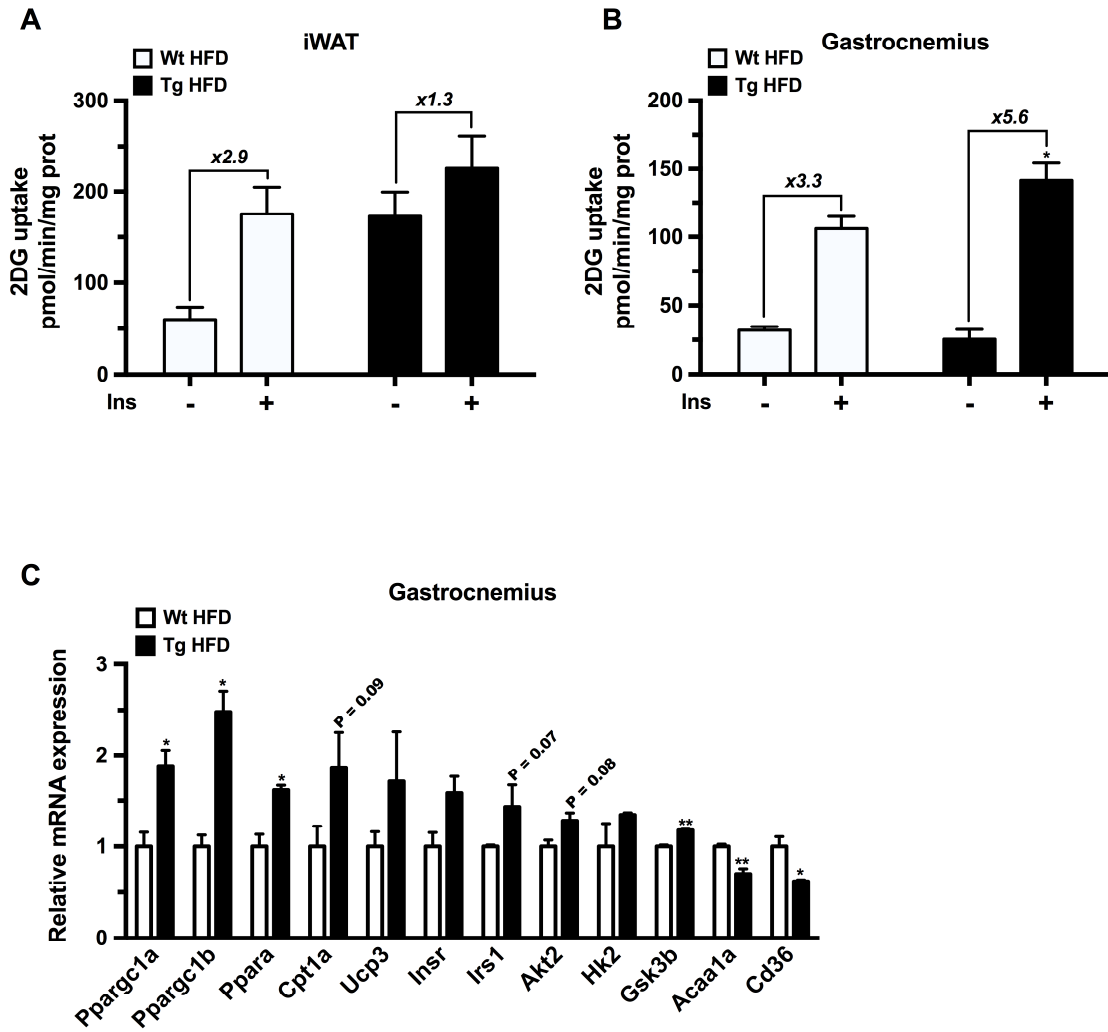 A
iWAT
Wt HFD
Tg HFD
2DG uptake
pmol/min/mg prot
300
200
100
0
x2.9
x1.3
Ins - + - +
B
Gastrocnemius
Wt HFD
Tg HFD
2DG uptake
pmol/min/mg prot
200
150
100
50
0
x3.3
x5.6
*
Ins - + - +
C
Gastrocnemius
Wt HFD
Tg HFD
Relative mRNA expression
3
2
1
0
*
*
*
P = 0.09
P = 0.07
P = 0.08
**
**
*
Ppargc1a
Ppargc1b
Ppara
Cpt1a
Ucp3
Insr
Irs1
Akt2
Hk2
Gsk3b
Acaa1a
Cd36